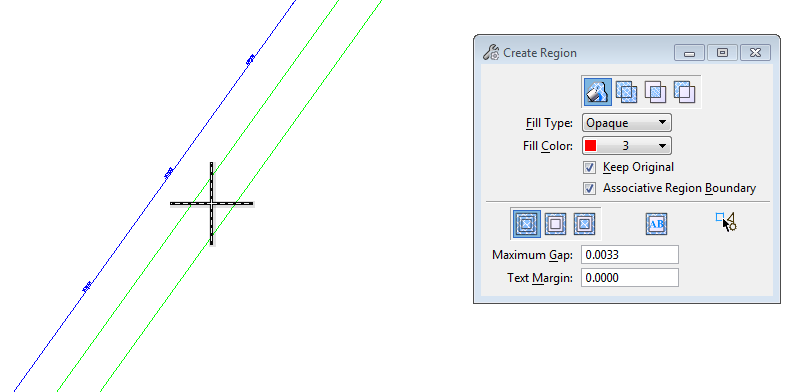 Create Region
Fill Type: Opaque
Fill Color: 3
Keep Original
Associative Region Boundary
AB
Maximum Gap: 0.0033
Text Margin: 0.0000